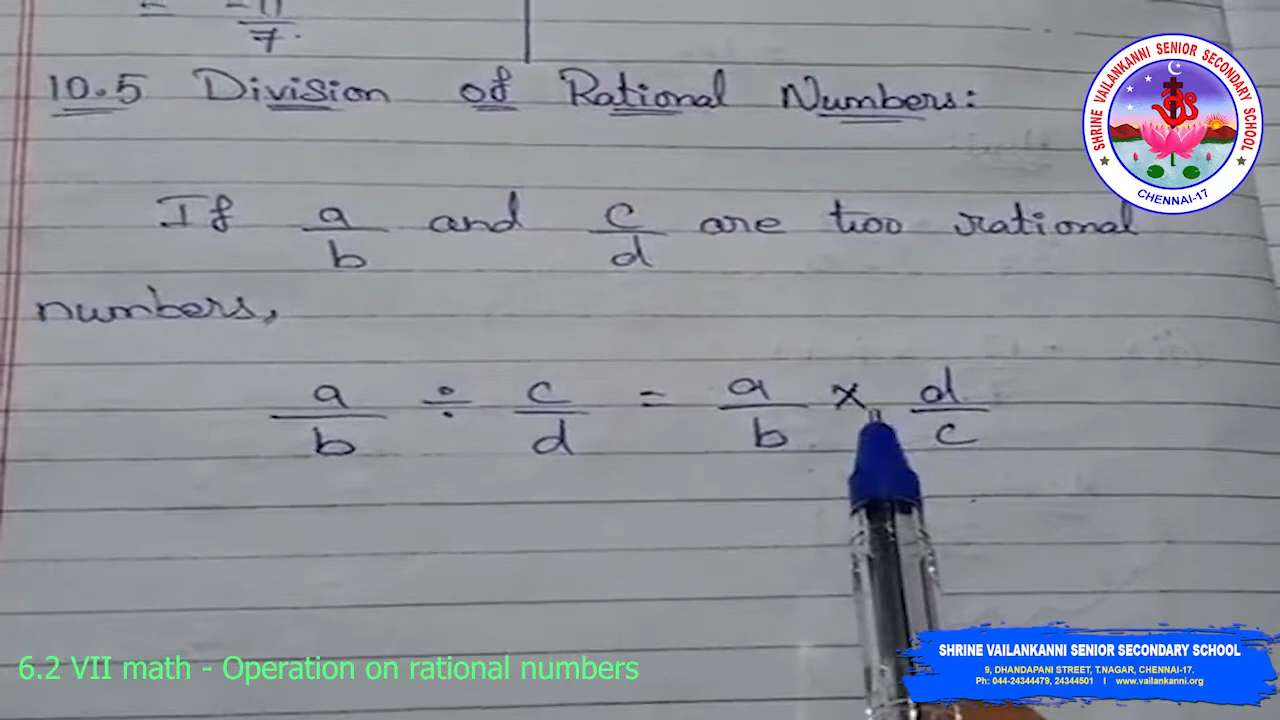 = -11/7.
10.5 Division of Rational Numbers:
If a/b and c/d are two rational
numbers,
a/b ÷ c/d = a/b × d/c
SHRINE VAILANKANNI SENIOR SECONDARY SCHOOL
CHENNAI-17
6.2 VII math - Operation on rational numbers
SHRINE VAILANKANNI SENIOR SECONDARY SCHOOL
9, DHANDAPANI STREET, T.NAGAR, CHENNAI-17.
Ph: 044-24344479, 24344501 I www.vailankanni.org